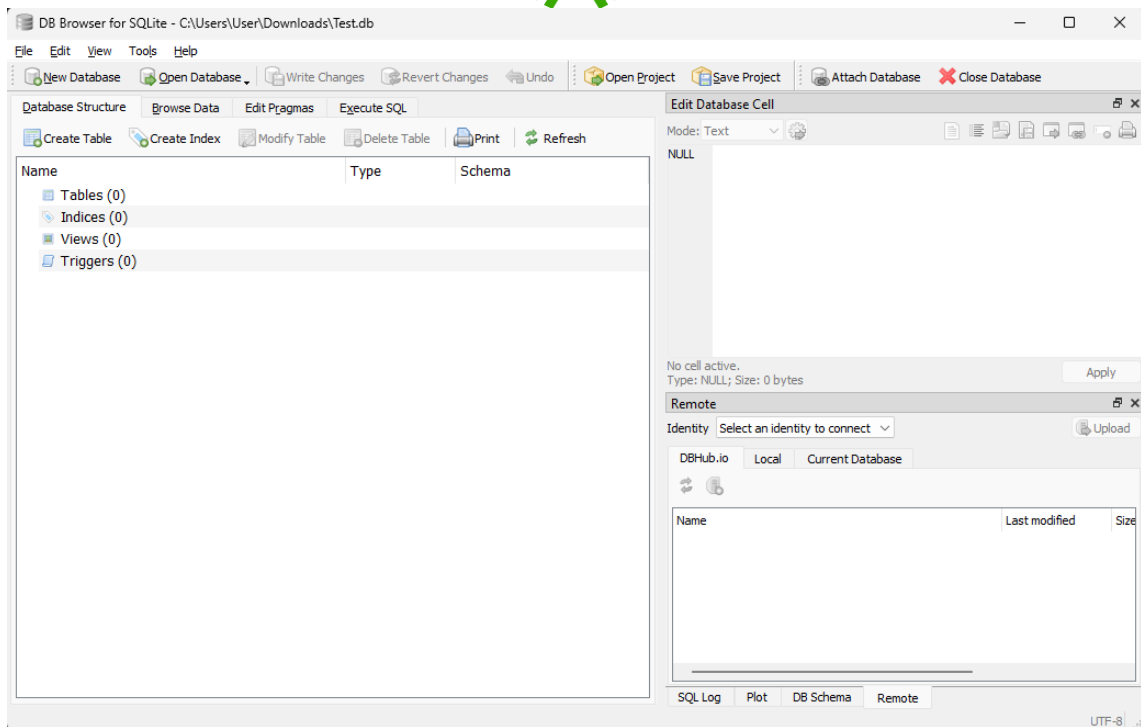 DB Browser for SQLite - C:\Users\User\Downloads\Test.db
File Edit View Tools Help
New Database Open Database Write Changes Revert Changes Undo Open Project Save Project Attach Database Close Database
Database Structure Browse Data Edit Pragmas Execute SQL
Create Table Create Index Modify Table Delete Table Print Refresh
Name Type Schema
Tables (0)
Indices (0)
Views (0)
Triggers (0)
Edit Database Cell
Mode: Text
NULL
No cell active.
Type: NULL; Size: 0 bytes
Apply
Remote
Identity Select an identity to connect Upload
DBHub.io Local Current Database
Name Last modified Size
SQL Log Plot DB Schema Remote
UTF-8